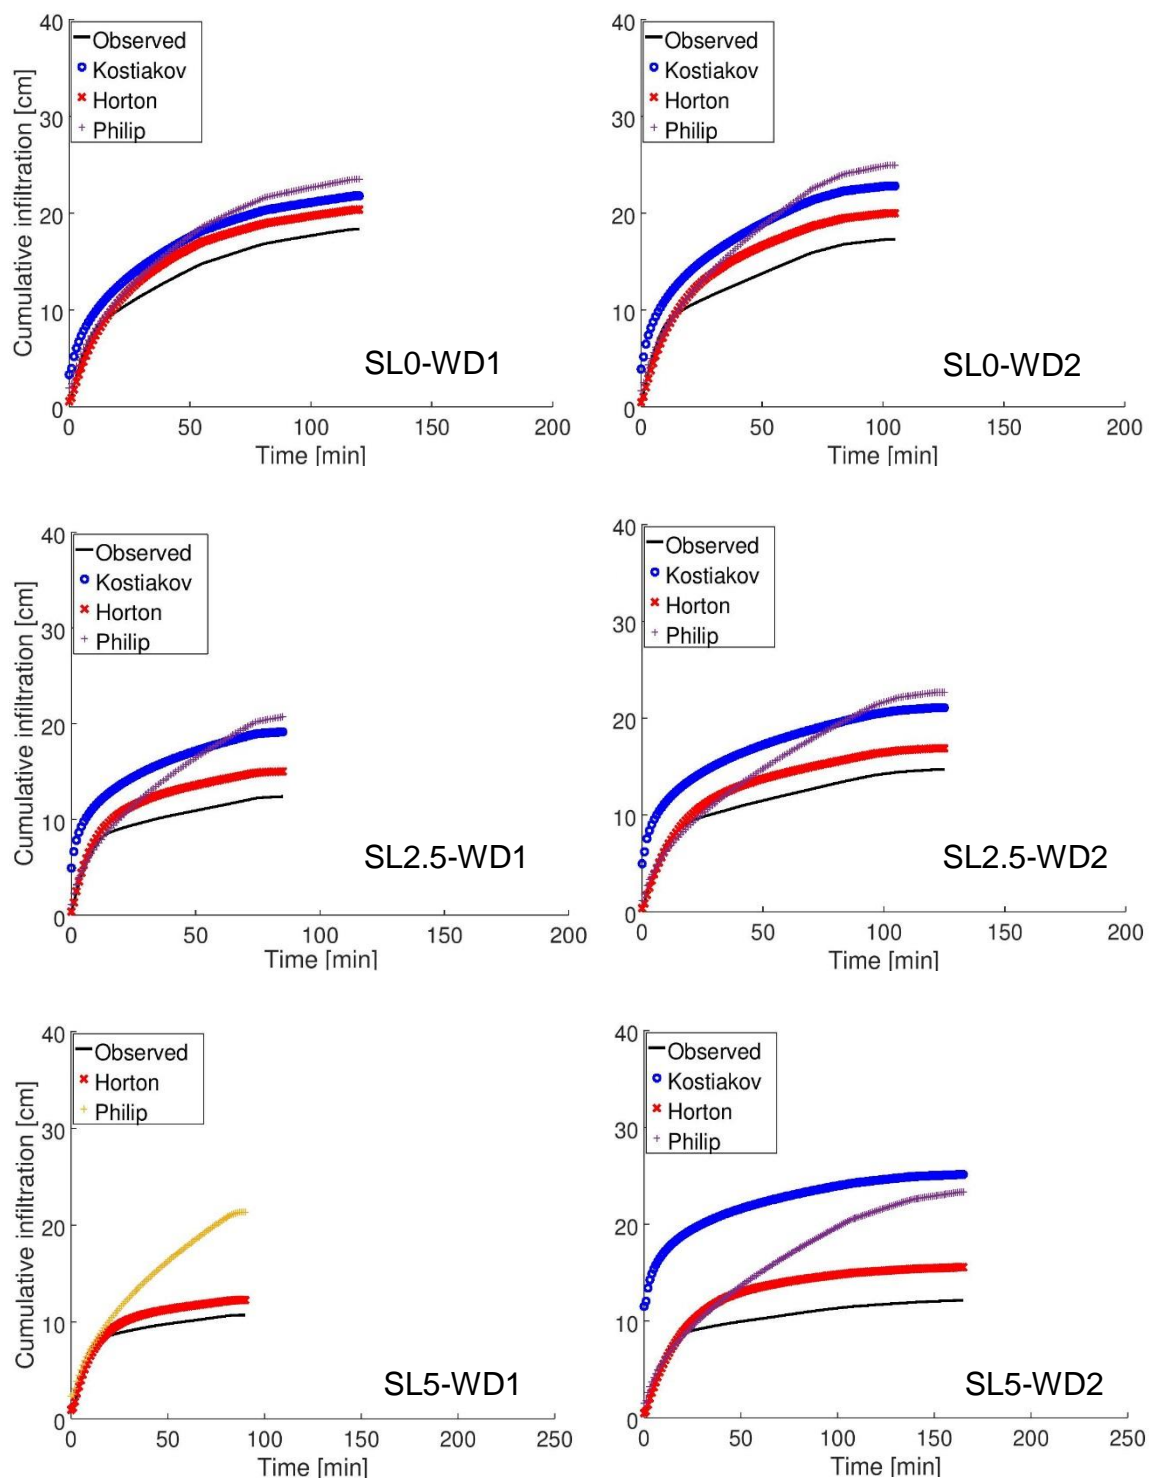 40
30
20
10
0
Cumulative infiltration [cm]
Observed
Kostiakov
Horton
Philip
SL0-WD1
0 50 100 150 200
Time [min]
40
30
20
10
0
Observed
Kostiakov
Horton
Philip
SL0-WD2
0 50 100 150 200
Time [min]
40
30
20
10
0
Cumulative infiltration [cm]
Observed
Kostiakov
Horton
Philip
SL2.5-WD1
0 50 100 150 200
Time [min]
40
30
20
10
0
Observed
Kostiakov
Horton
Philip
SL2.5-WD2
0 50 100 150 200
Time [min]
40
30
20
10
0
Cumulative infiltration [cm]
Observed
Horton
Philip
SL5-WD1
0 50 100 150 200 250
Time [min]
40
30
20
10
0
Observed
Kostiakov
Horton
Philip
SL5-WD2
0 50 100 150 200 250
Time [min]